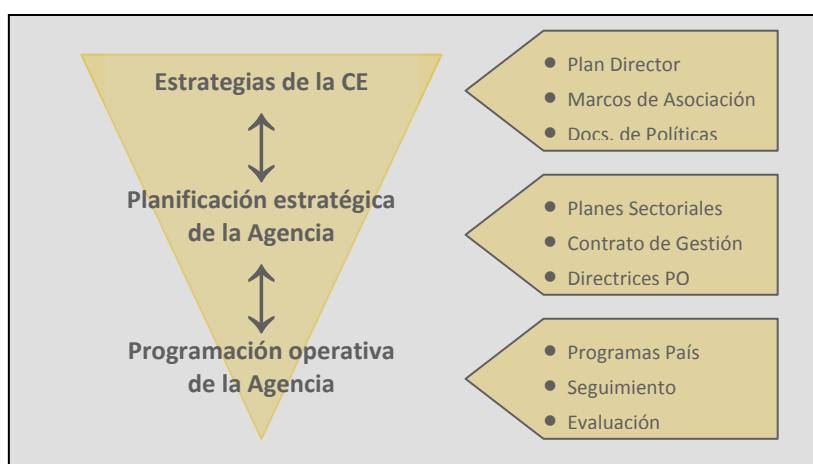 Estrategias de la CE
• Plan Director
• Marcos de Asociación
• Docs. de Políticas
Planificación estratégica
de la Agencia
• Planes Sectoriales
• Contrato de Gestión
• Directrices PO
Programación operativa
de la Agencia
• Programas País
• Seguimiento
• Evaluación